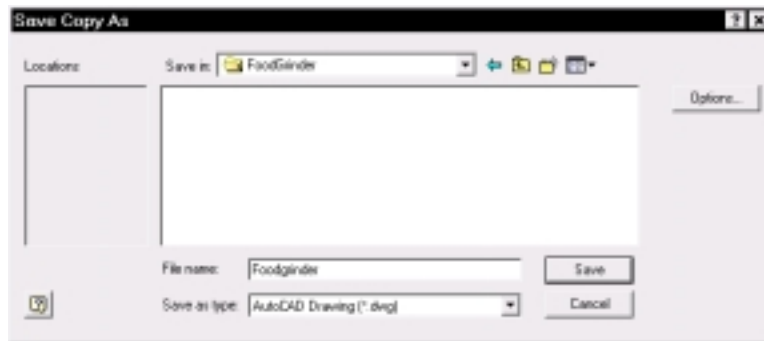 Save Copy As
Locations
Save in: FoodGrinder
Options...
File name: Foodgrinder
Save
Save as type: AutoCAD Drawing (*.dwg)
Cancel